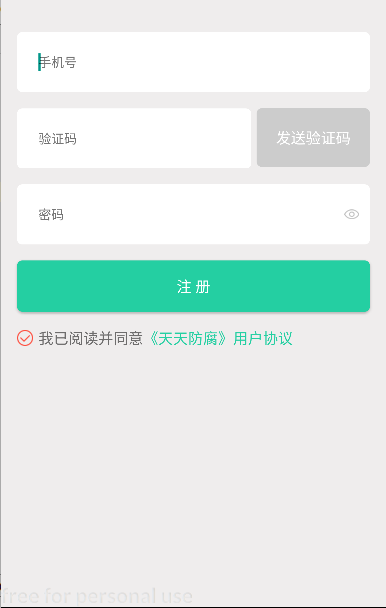 手机号
验证码
发送验证码
密码
注 册
我已阅读并同意《天天防腐》用户协议
free for personal use